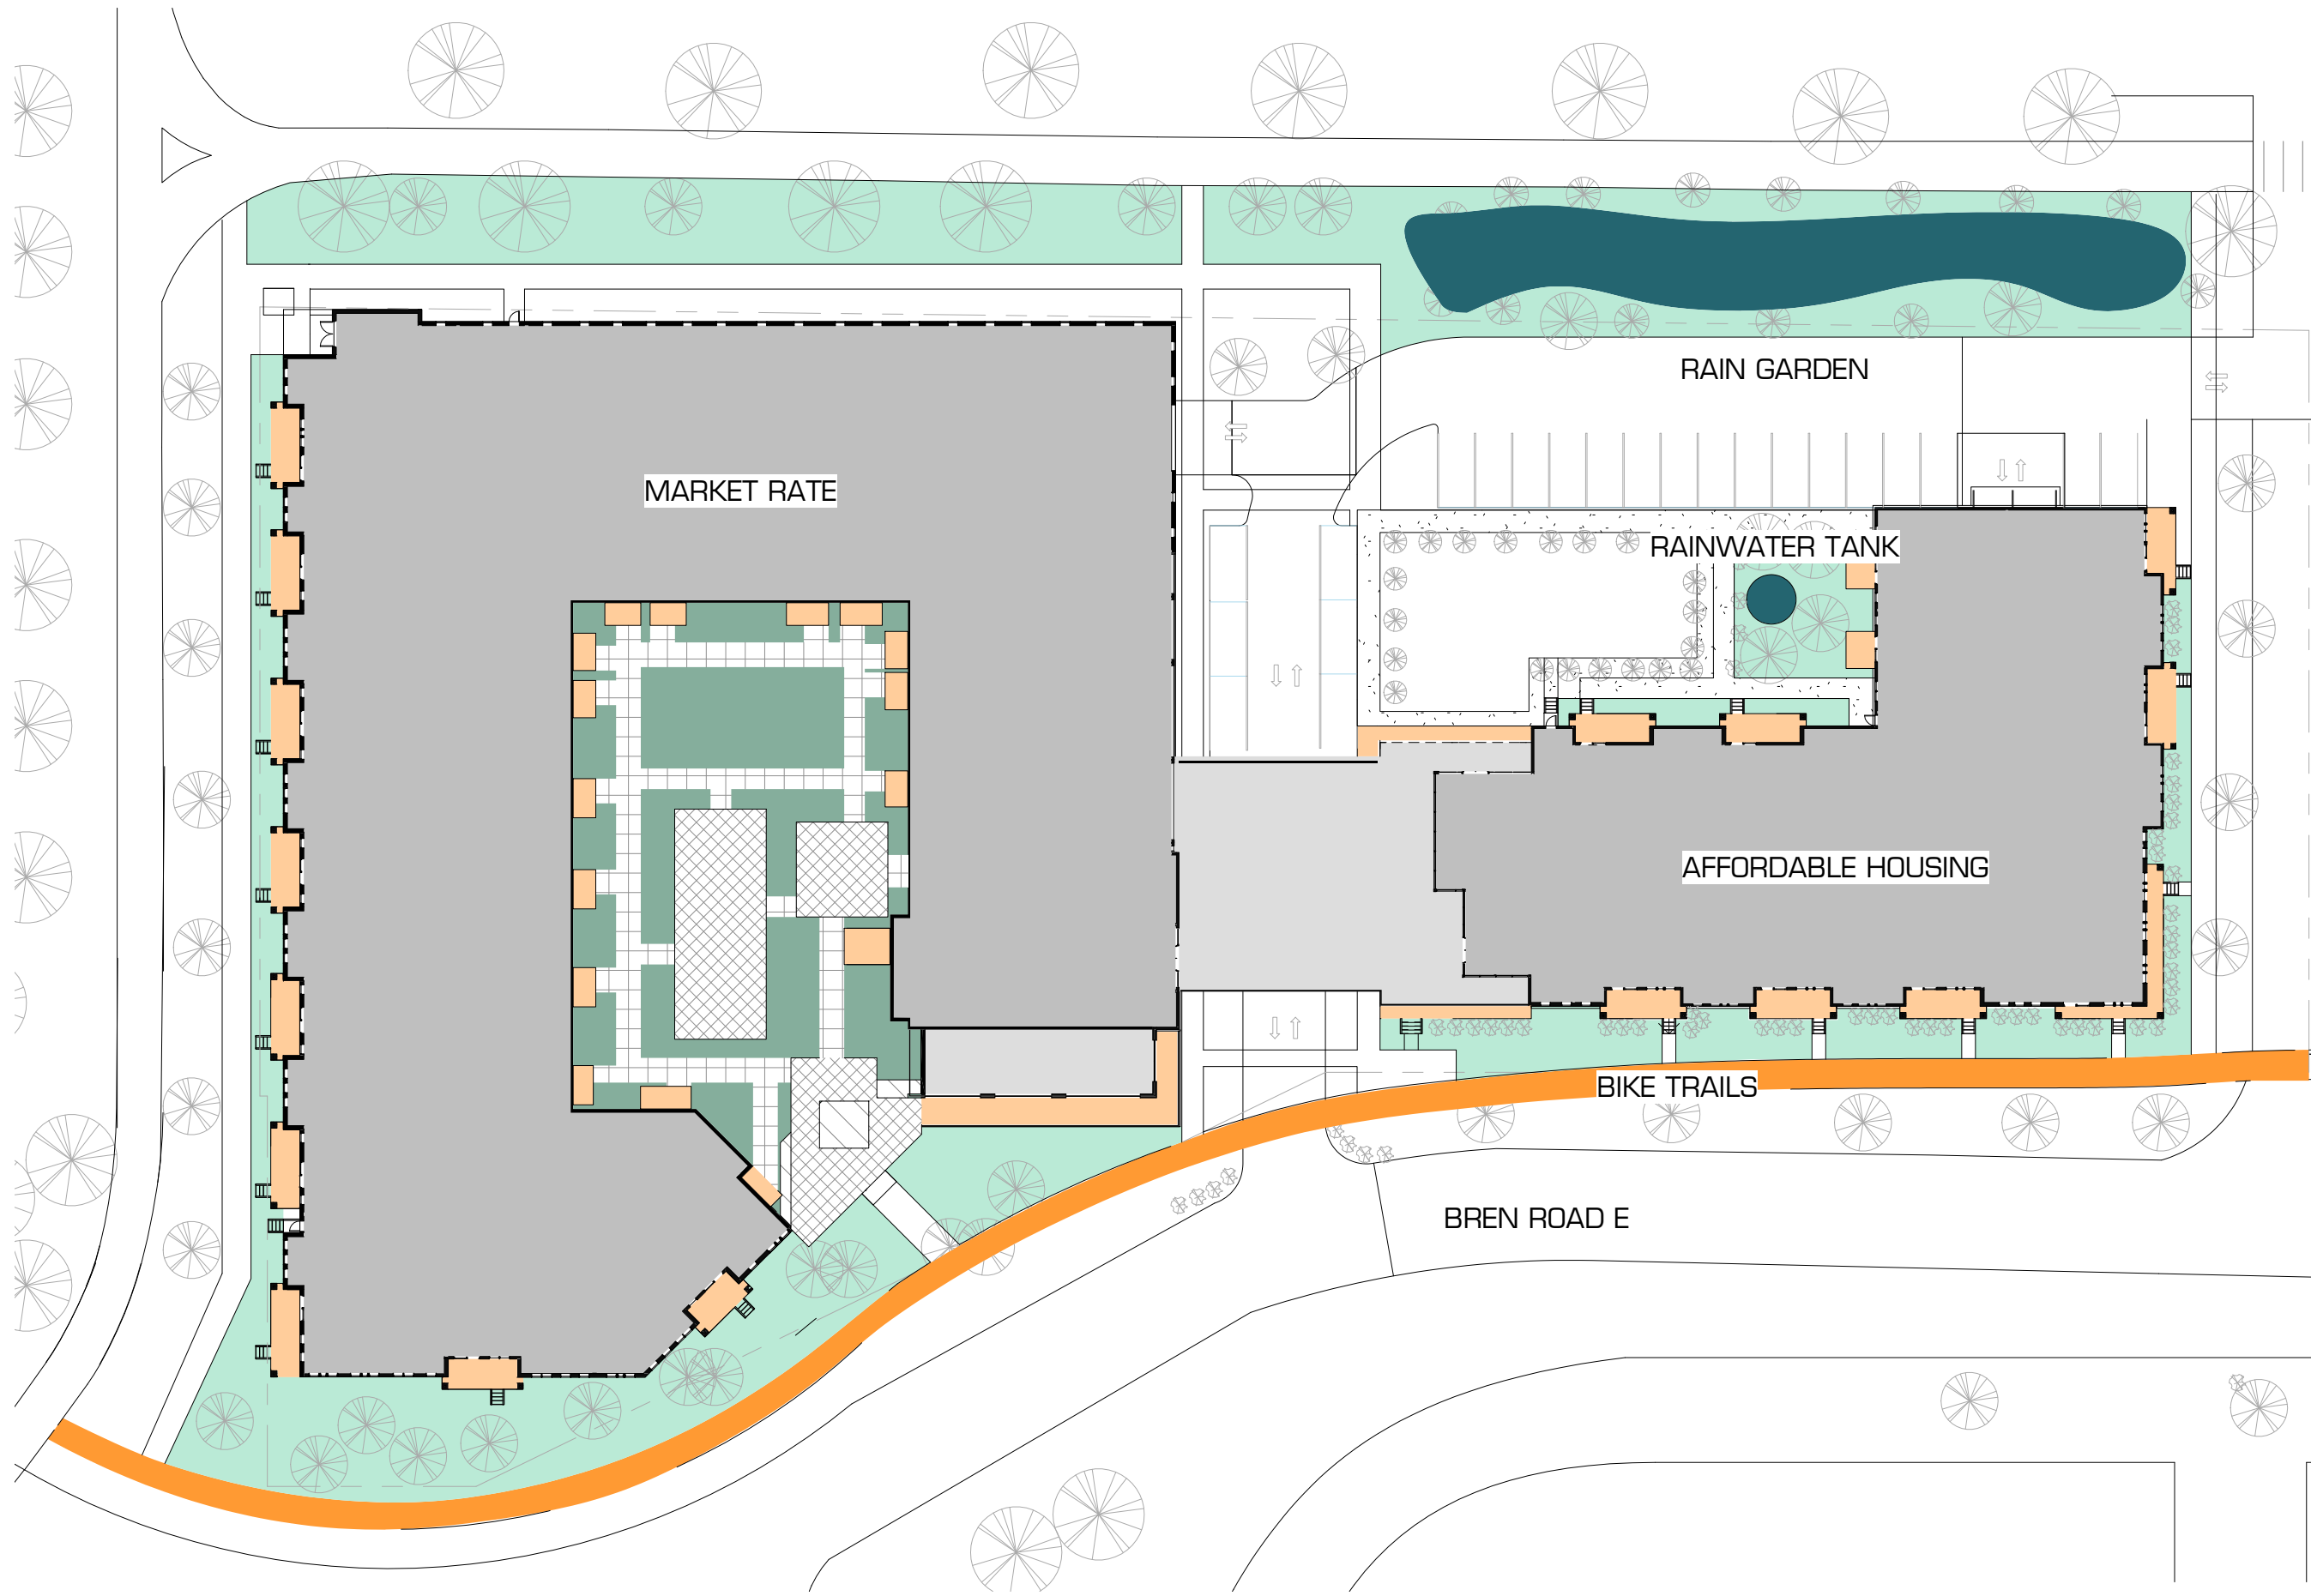 RAIN GARDEN
MARKET RATE
RAINWATER TANK
AFFORDABLE HOUSING
BIKE TRAILS
BREN ROAD E